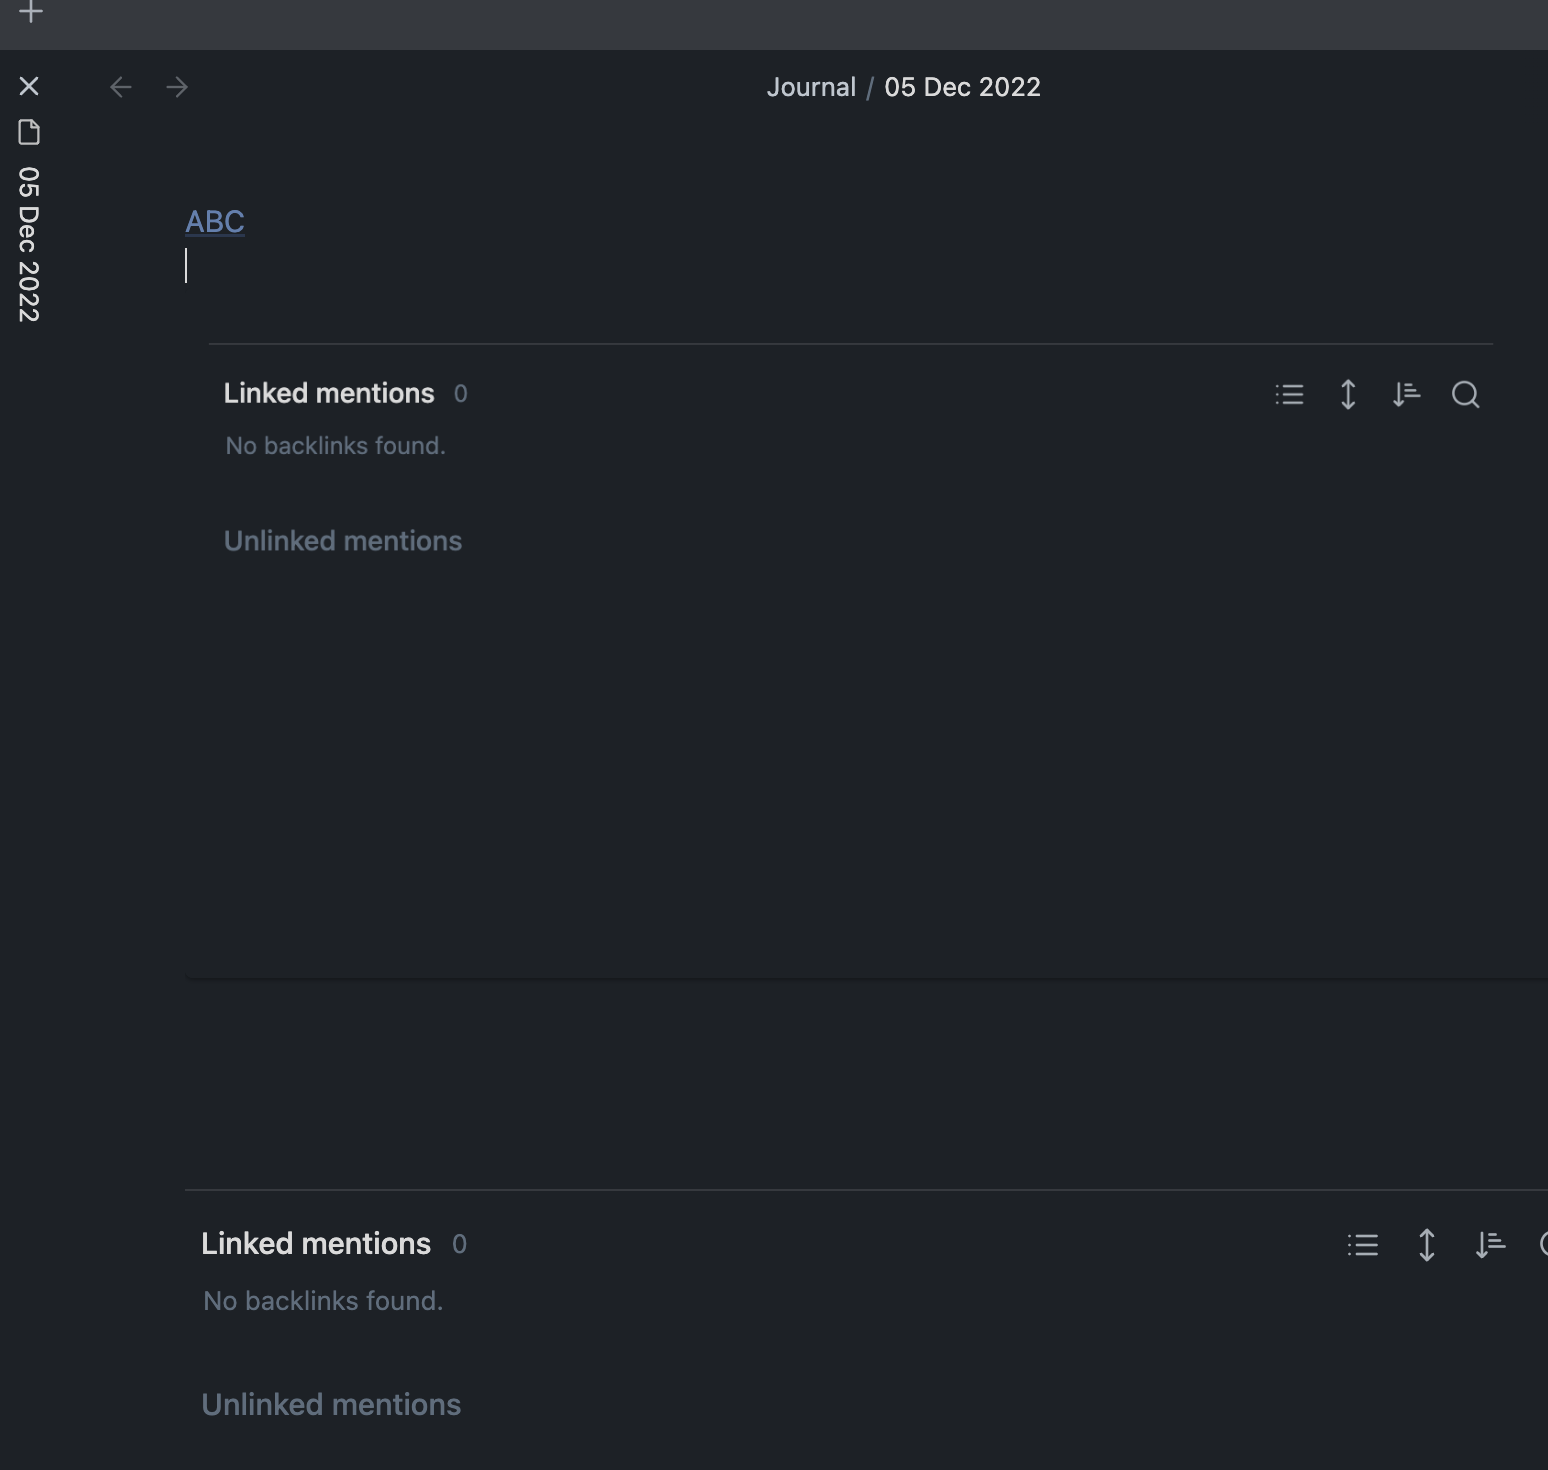 Journal / 05 Dec 2022
05 Dec 2022
ABC
Linked mentions 0
No backlinks found.
Unlinked mentions
Linked mentions 0
No backlinks found.
Unlinked mentions